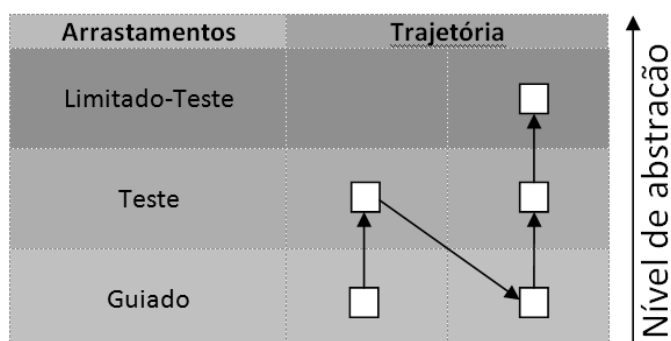 Arrastamentos Trajetória
Limitado-Teste
Teste
Guiado
Nível de abstração